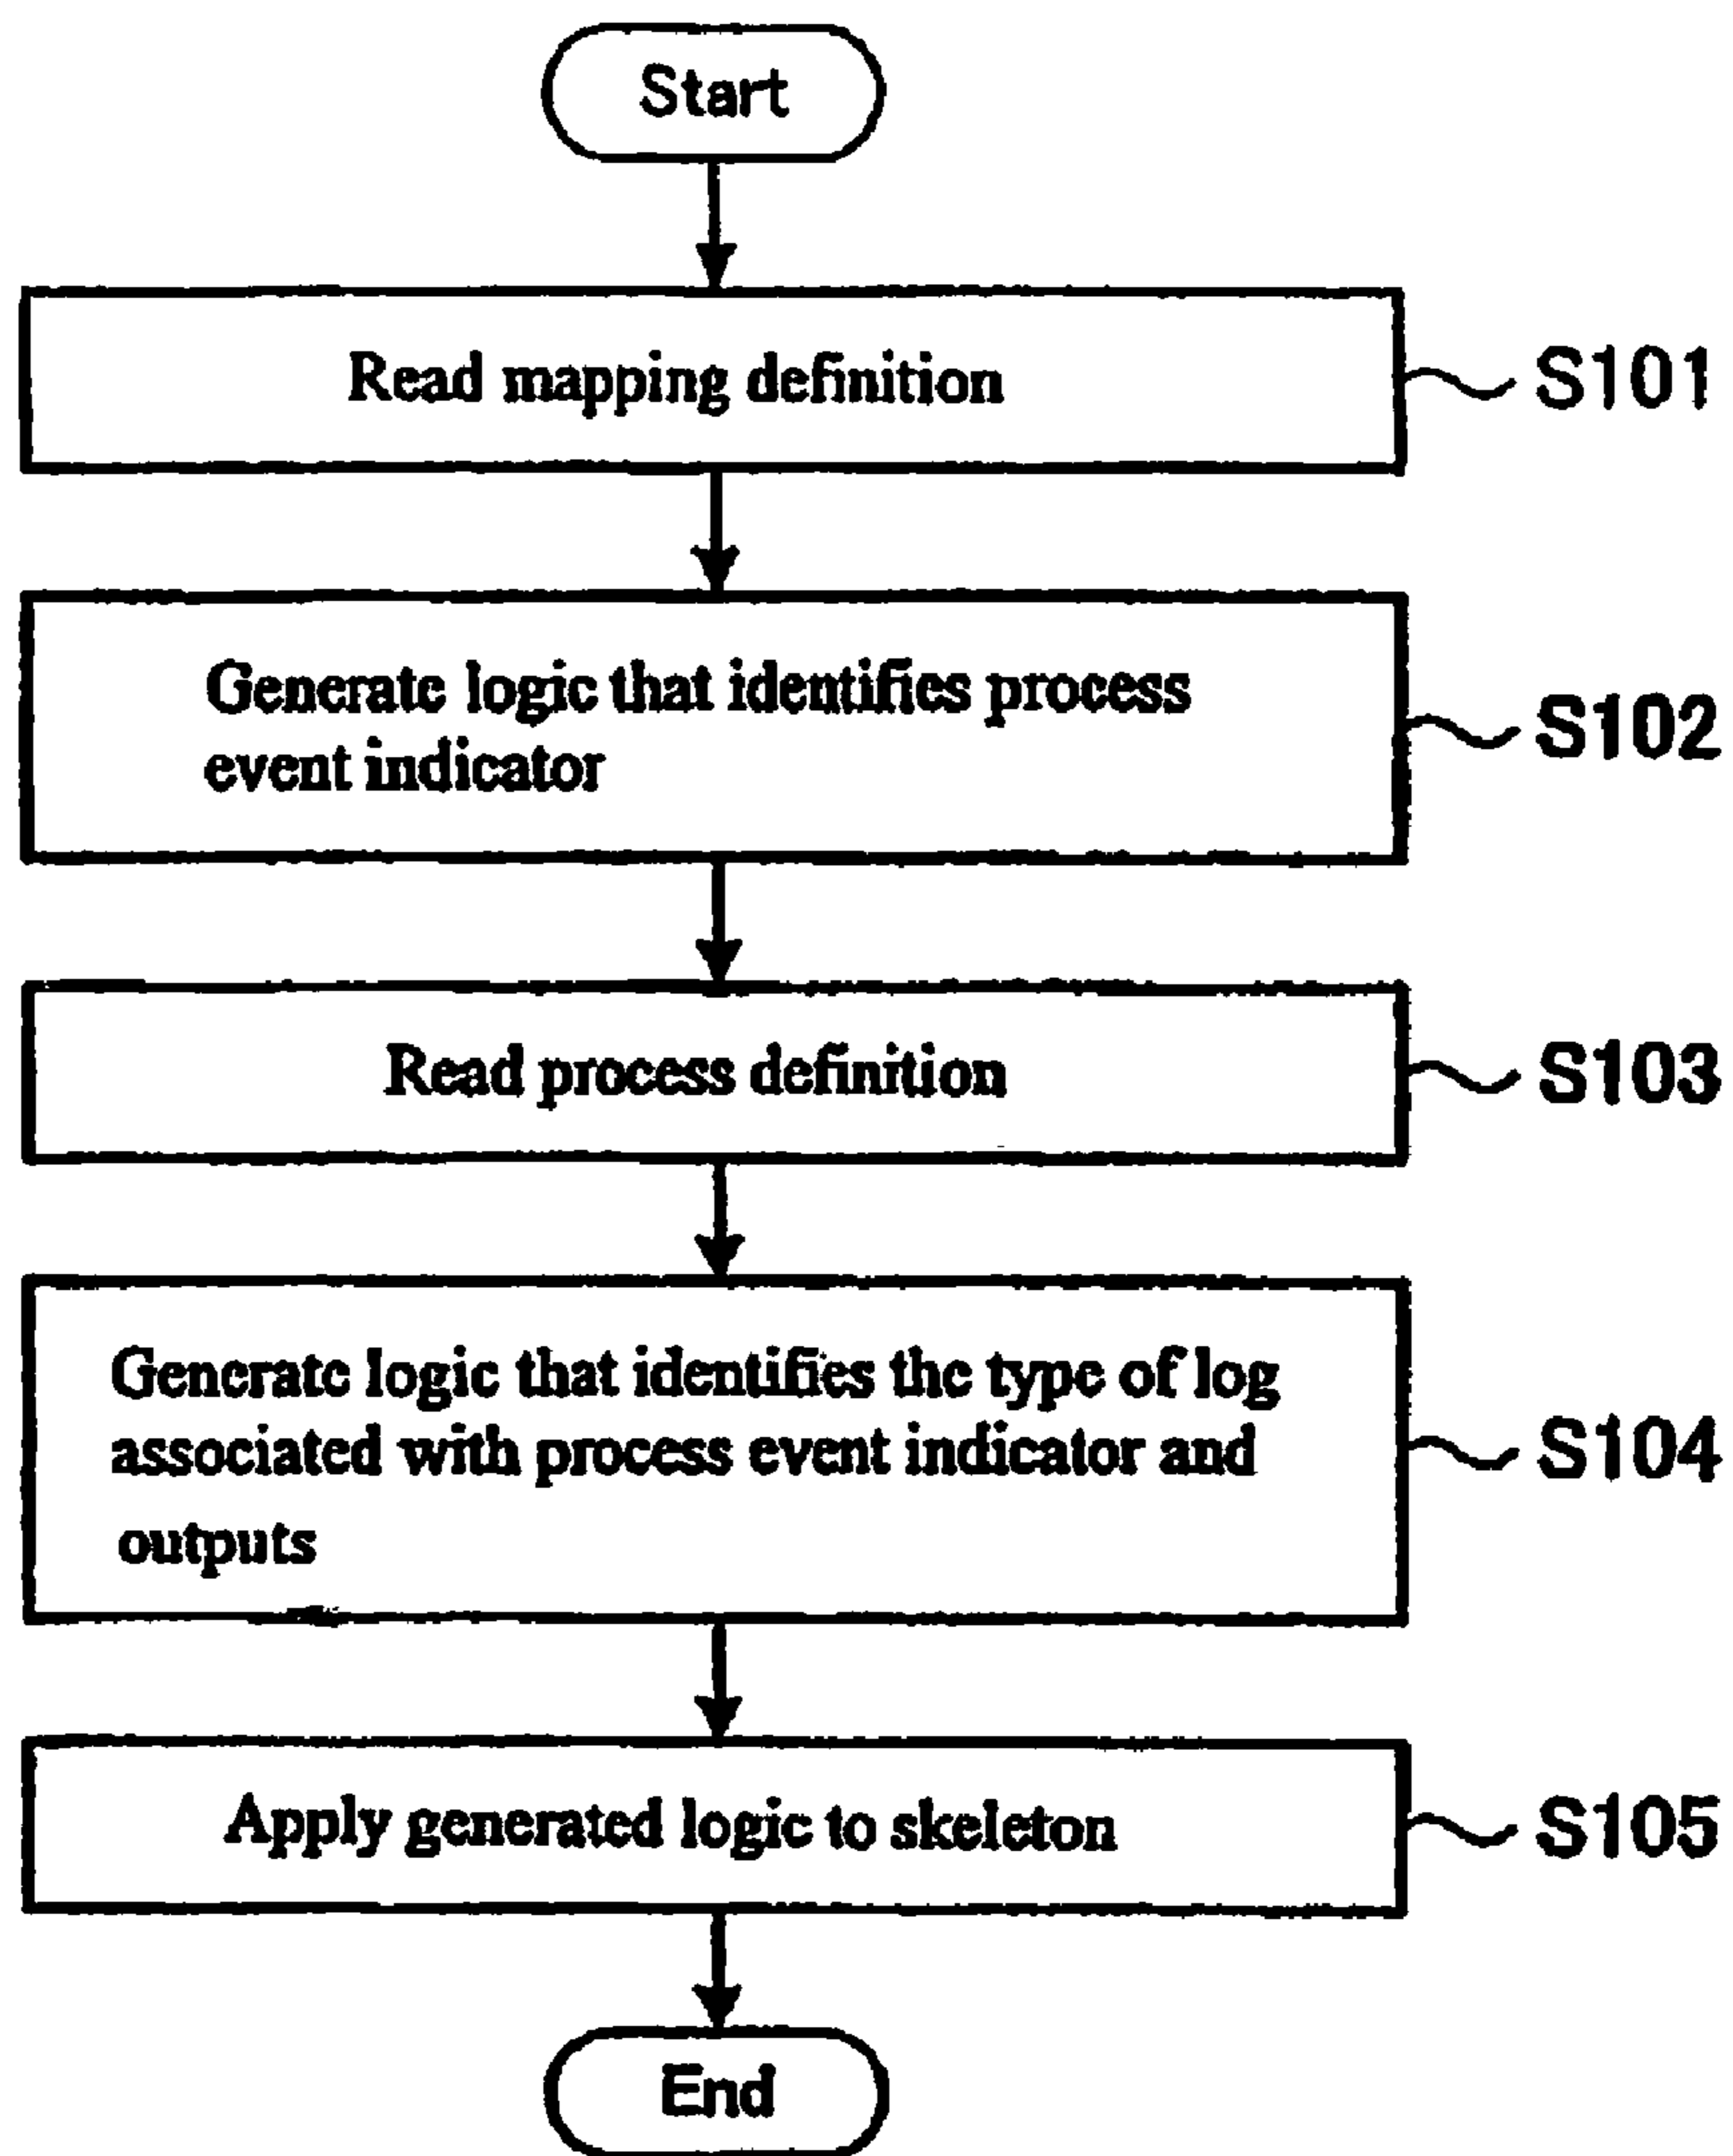 Start
Read mapping definition
S101
Generate logic that identifies process
event indicator
S102
Read process definition
S103
Generate logic that identifies the type of log
associated with process event indicator and
outputs
S104
Apply generated logic to skeleton
S105
End